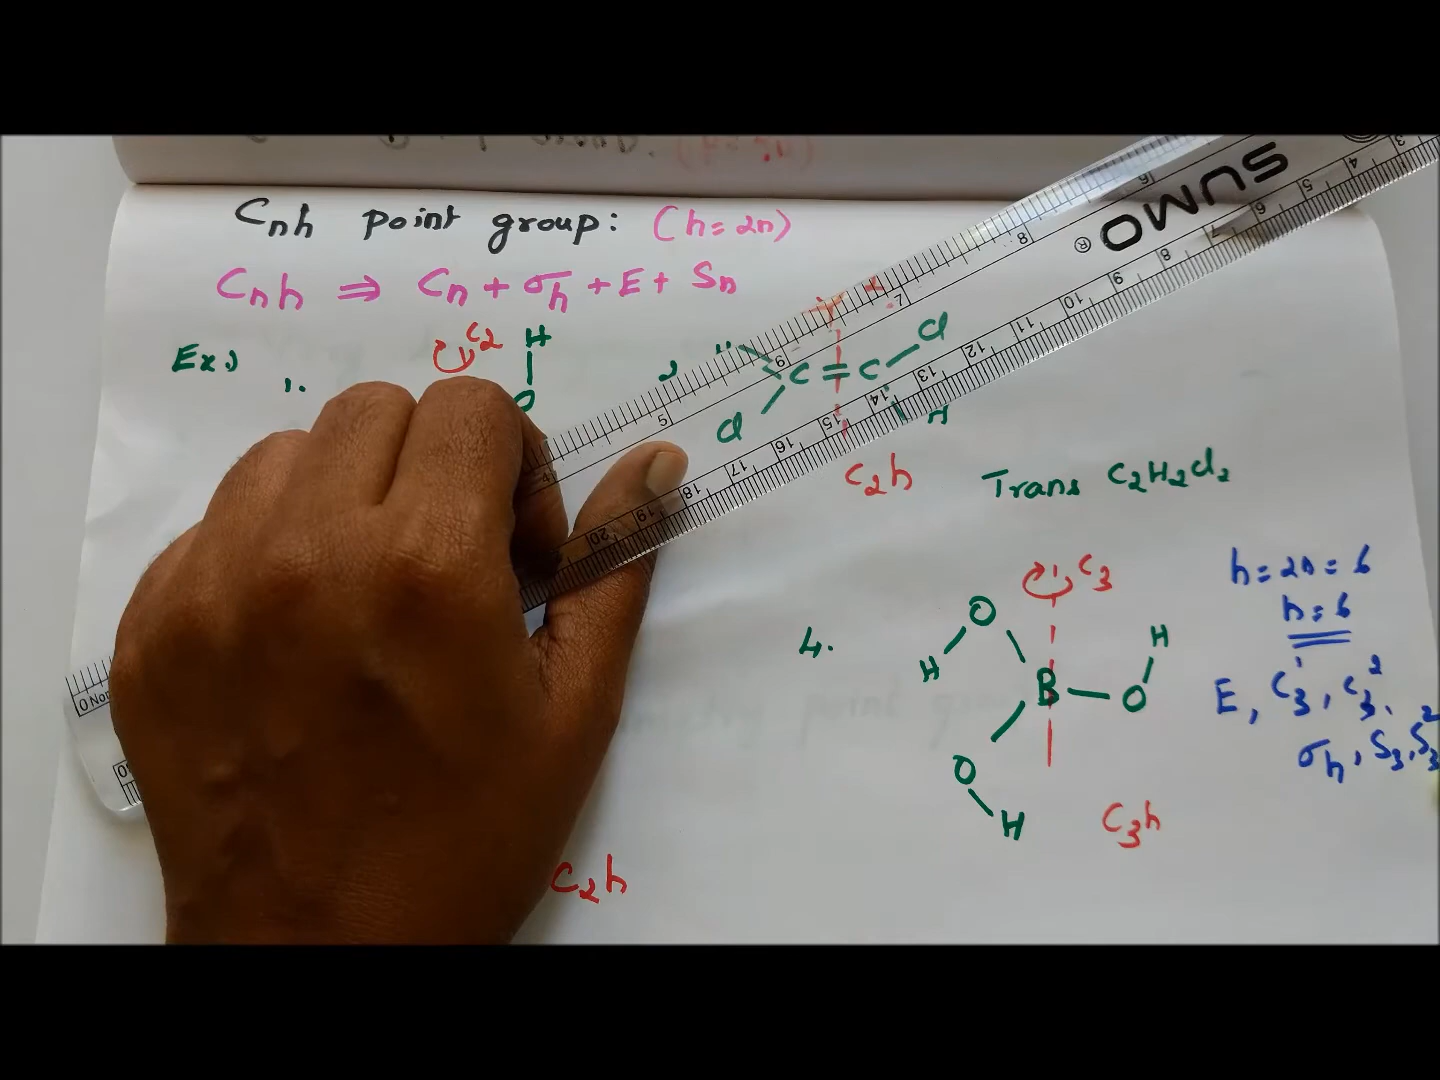 Cnh point group: (h=2n)
Cnh ⇒ Cn + σh + E + Sn
Ex:
1.
C2
H
Cl
C = C
Cl
H
C2h
Trans C2H2Cl2
4.
C3
O
H
B
O
H
O
H
C3h
h=2n=6
h=6
E, C3¹, C3²,
σh, S3, S3²
C2h
SUMO®